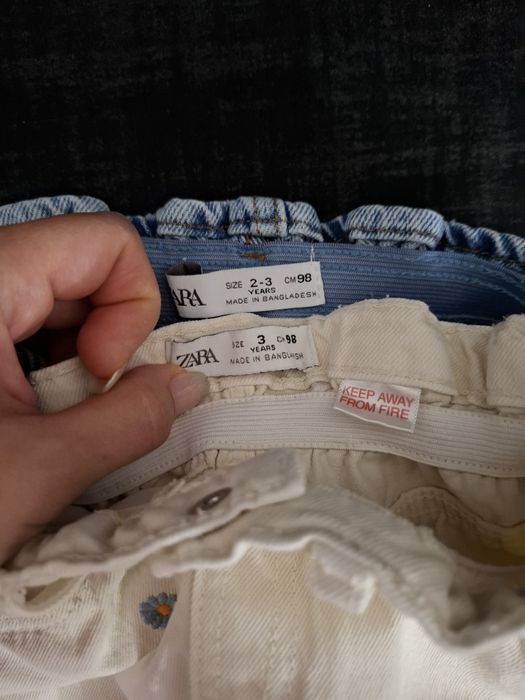 ARA
SIZE 2-3 CM 98
YEARS
MADE IN BANGLADESH
ZARA
SIZE 3 CM 98
YEARS
MADE IN BANGLADESH
KEEP AWAY
FROM FIRE